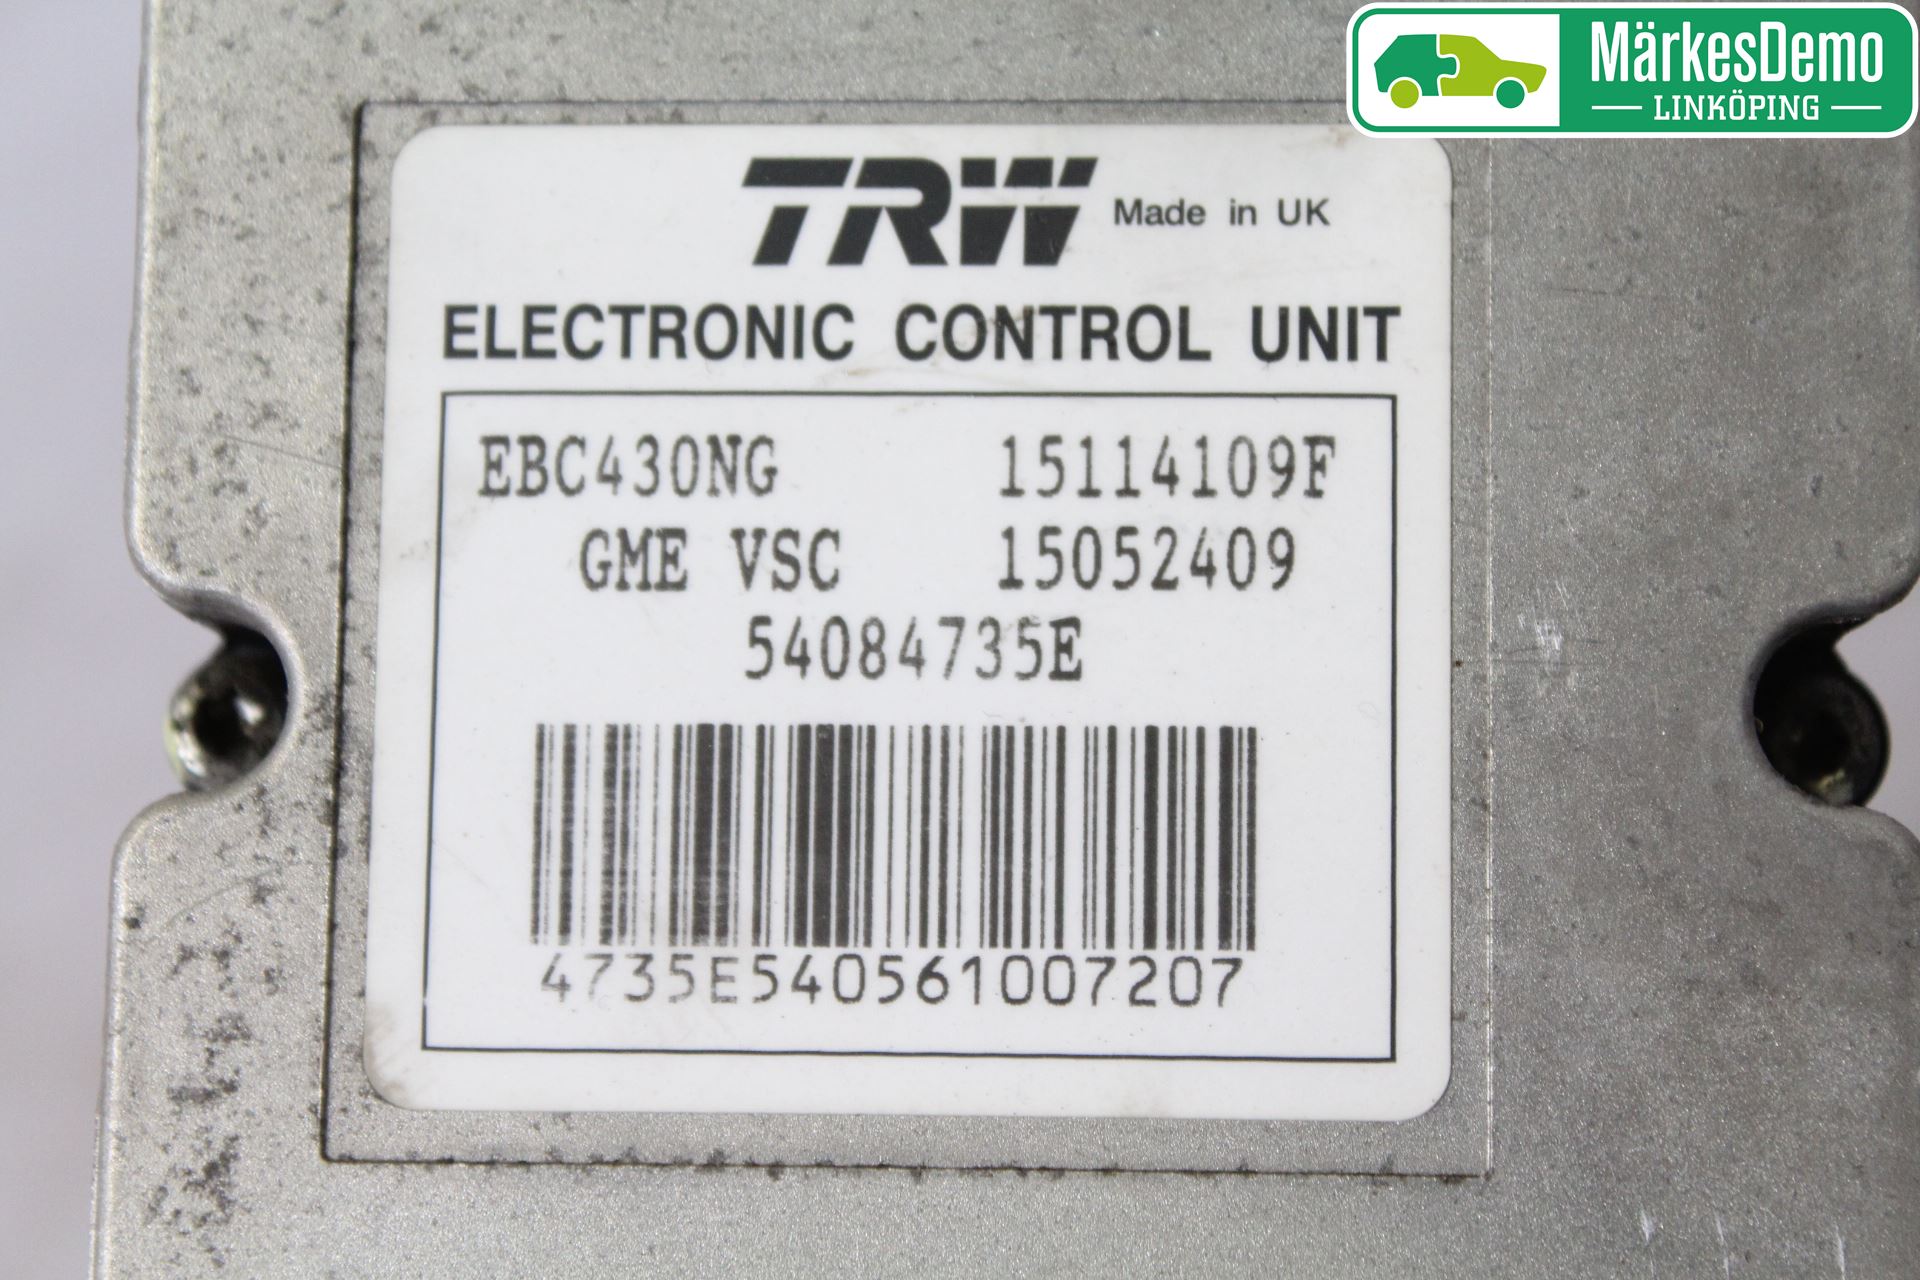 MärkesDemo
LINKÖPING
TRW Made in UK
ELECTRONIC CONTROL UNIT
EBC430NG 15114109F
GME VSC 15052409
54084735E
4735E540561007207